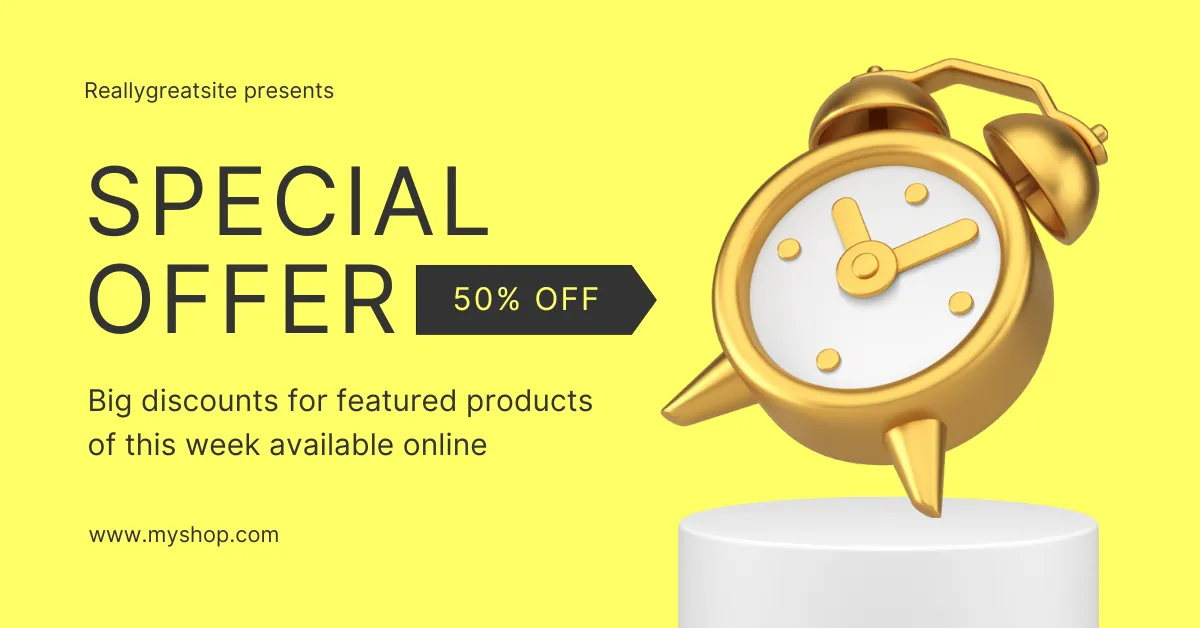 Reallygreatsite presents
SPECIAL
OFFER
50% OFF
Big discounts for featured products
of this week available online
www.myshop.com